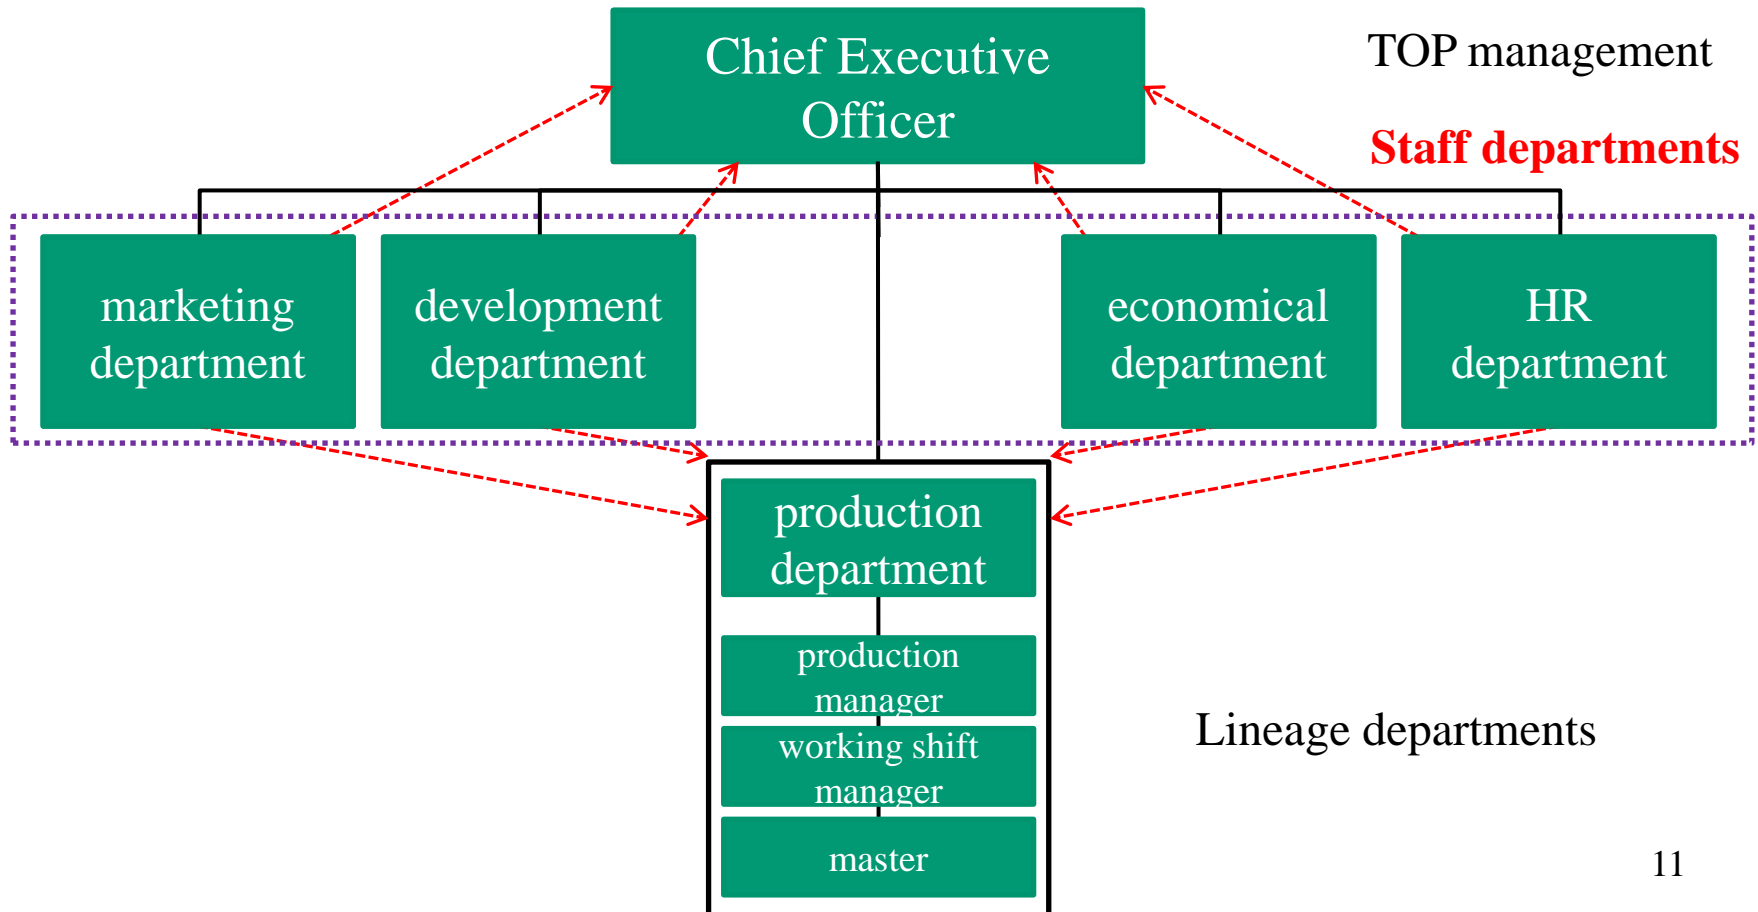 Chief Executive
Officer
TOP management
Staff departments
marketing
department
development
department
economical
department
HR
department
production
department
production
manager
working shift
manager
master
Lineage departments
11